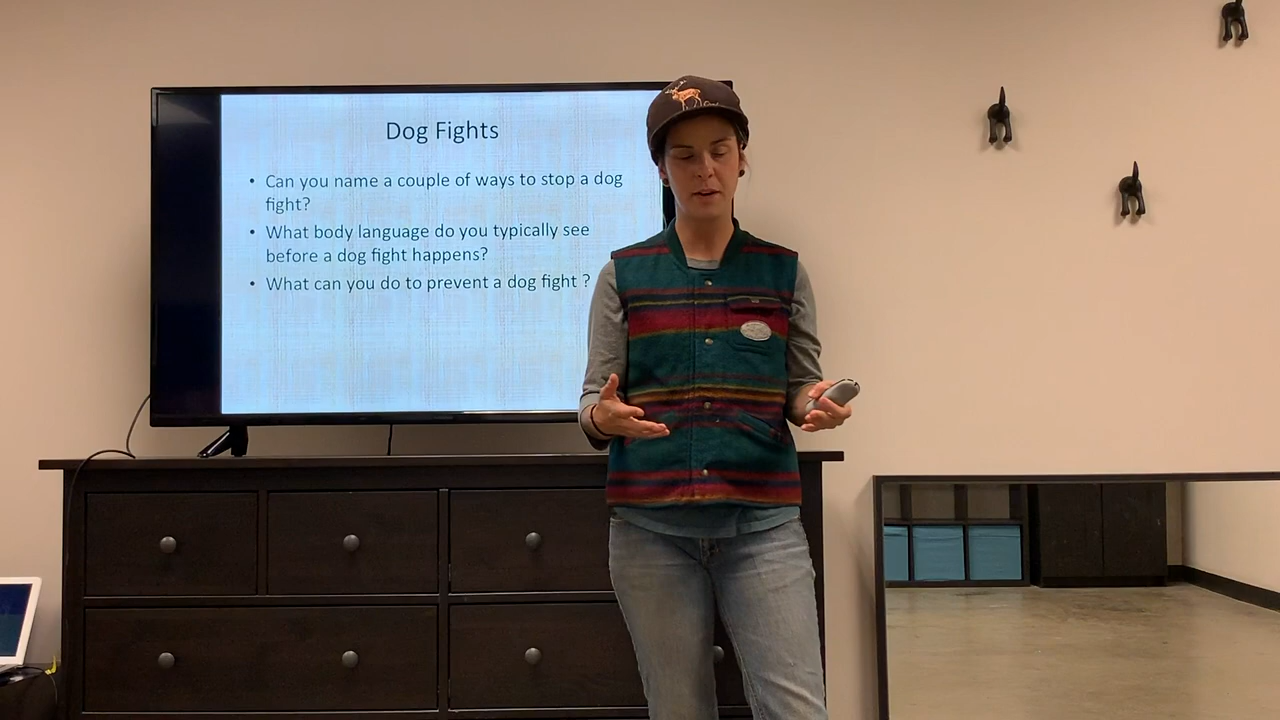 Dog Fights
• Can you name a couple of ways to stop a dog
fight?
• What body language do you typically see
before a dog fight happens?
• What can you do to prevent a dog fight ?